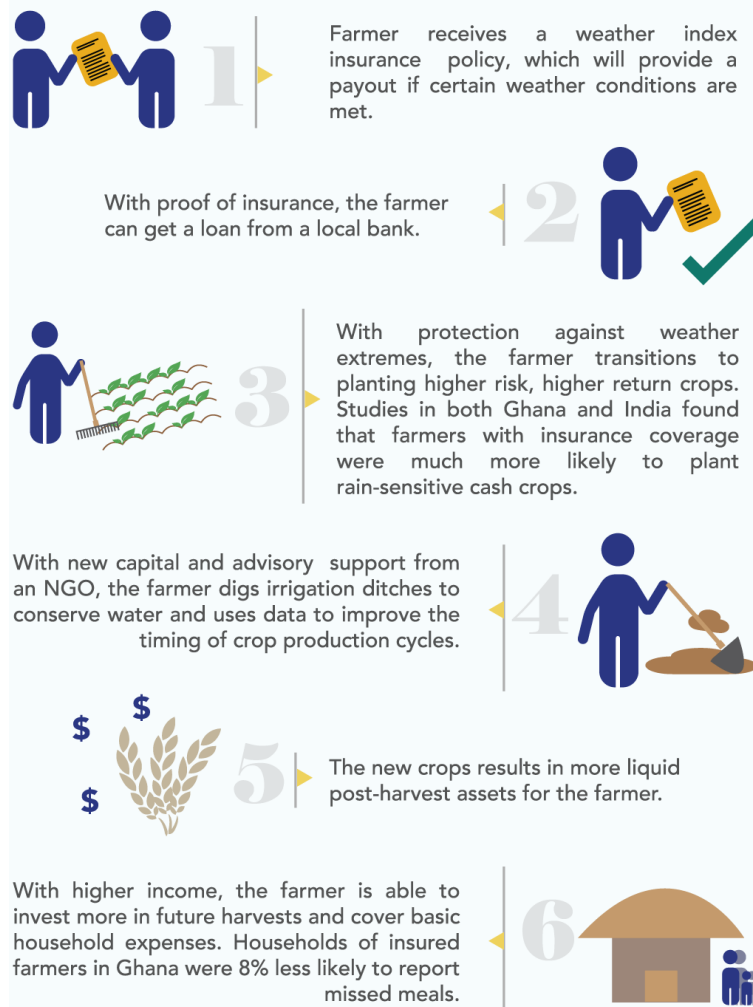 1
Farmer receives a weather index
insurance policy, which will provide a
payout if certain weather conditions are
met.
2
With proof of insurance, the farmer
can get a loan from a local bank.
3
With protection against weather
extremes, the farmer transitions to
planting higher risk, higher return crops.
Studies in both Ghana and India found
that farmers with insurance coverage
were much more likely to plant
rain-sensitive cash crops.
4
With new capital and advisory support from
an NGO, the farmer digs irrigation ditches to
conserve water and uses data to improve the
timing of crop production cycles.
$
$
$
5
The new crops results in more liquid
post-harvest assets for the farmer.
6
With higher income, the farmer is able to
invest more in future harvests and cover basic
household expenses. Households of insured
farmers in Ghana were 8% less likely to report
missed meals.